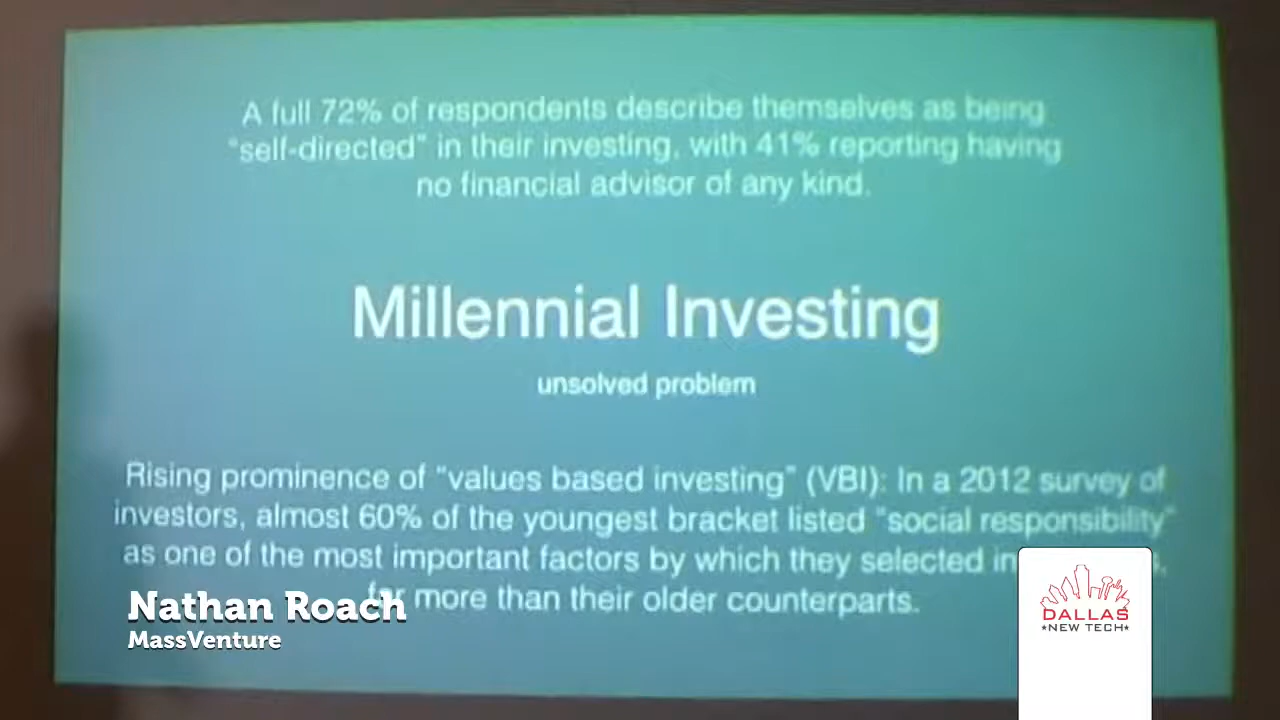 A full 72% of respondents describe themselves as being
"self-directed" in their investing, with 41% reporting having
no financial advisor of any kind.
Millennial Investing
unsolved problem
Rising prominence of "values based investing" (VBI): In a 2012 survey of
investors, almost 60% of the youngest bracket listed "social responsibility"
as one of the most important factors by which they selected
more than their older counterparts.
Nathan Roach
MassVenture
DALLAS
★NEW TECH★